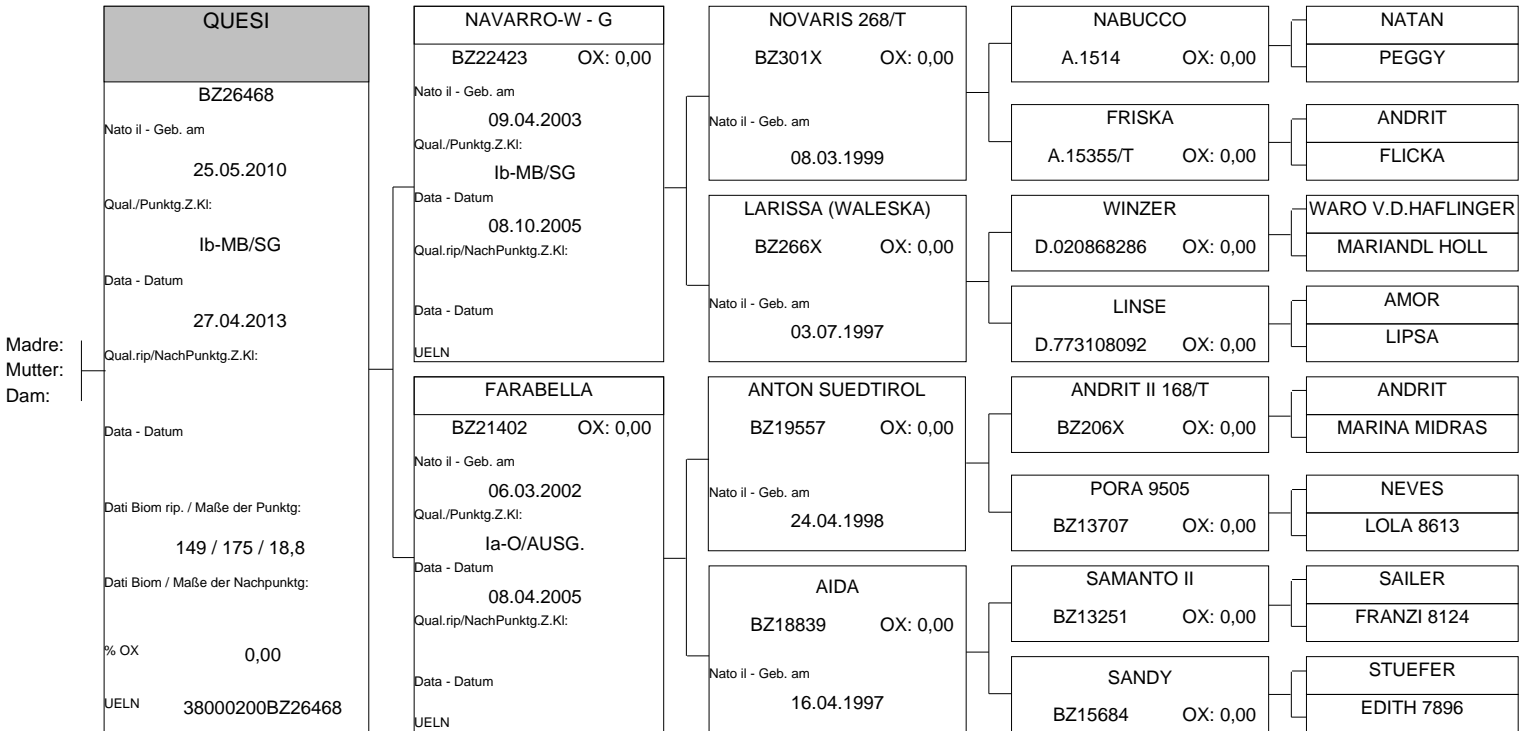 Madre:
Mutter:
Dam:
QUESI
BZ26468
Nato il - Geb. am
25.05.2010
Qual./Punktg.Z.Kl:
Ib-MB/SG
Data - Datum
27.04.2013
Qual.rip/NachPunktg.Z.Kl:
Data - Datum
Dati Biom rip. / Maße der Punktg:
149 / 175 / 18,8
Dati Biom / Maße der Nachpunktg:
% OX 0,00
UELN 38000200BZ26468
NAVARRO-W - G
BZ22423 OX: 0,00
Nato il - Geb. am
09.04.2003
Qual./Punktg.Z.Kl:
Ib-MB/SG
Data - Datum
08.10.2005
Qual.rip/NachPunktg.Z.Kl:
Data - Datum
UELN
FARABELLA
BZ21402 OX: 0,00
Nato il - Geb. am
06.03.2002
Qual./Punktg.Z.Kl:
Ia-O/AUSG.
Data - Datum
08.04.2005
Qual.rip/NachPunktg.Z.Kl:
Data - Datum
UELN
NOVARIS 268/T
BZ301X OX: 0,00
Nato il - Geb. am
08.03.1999
LARISSA (WALESKA)
BZ266X OX: 0,00
Nato il - Geb. am
03.07.1997
ANTON SUEDTIROL
BZ19557 OX: 0,00
Nato il - Geb. am
24.04.1998
AIDA
BZ18839 OX: 0,00
Nato il - Geb. am
16.04.1997
NABUCCO
A.1514 OX: 0,00
FRISKA
A.15355/T OX: 0,00
WINZER
D.020868286 OX: 0,00
LINSE
D.773108092 OX: 0,00
ANDRIT II 168/T
BZ206X OX: 0,00
PORA 9505
BZ13707 OX: 0,00
SAMANTO II
BZ13251 OX: 0,00
SANDY
BZ15684 OX: 0,00
NATAN
PEGGY
ANDRIT
FLICKA
WARO V.D.HAFLINGER
MARIANDL HOLL
AMOR
LIPSA
ANDRIT
MARINA MIDRAS
NEVES
LOLA 8613
SAILER
FRANZI 8124
STUEFER
EDITH 7896